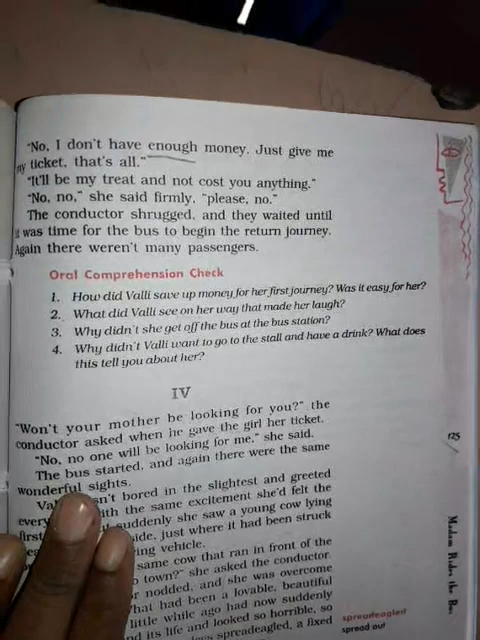 "No, I don't have enough money. Just give me
my ticket, that's all."
"It'll be my treat and not cost you anything."
"No, no," she said firmly, "please, no."
The conductor shrugged, and they waited until
it was time for the bus to begin the return journey.
Again there weren't many passengers.
Oral Comprehension Check
1. How did Valli save up money for her first journey? Was it easy for her?
2. What did Valli see on her way that made her laugh?
3. Why didn't she get off the bus at the bus station?
4. Why didn't Valli want to go to the stall and have a drink? What does
this tell you about her?
IV
"Won't your mother be looking for you?" the
conductor asked when he gave the girl her ticket.
"No, no one will be looking for me," she said.
The bus started, and again there were the same
wonderful sights.
sn't bored in the slightest and greeted
every with the same excitement she'd felt the
first suddenly she saw a young cow lying
side, just where it had been struck
ing vehicle.
same cow that ran in front of the
town?" she asked the conductor.
nodded, and she was overcome
What had been a lovable, beautiful
little while ago had now suddenly
its life and looked so horrible, so
spreadeagled, a fixed
spreadeagled
spread out
125
Madam Rides the Bus